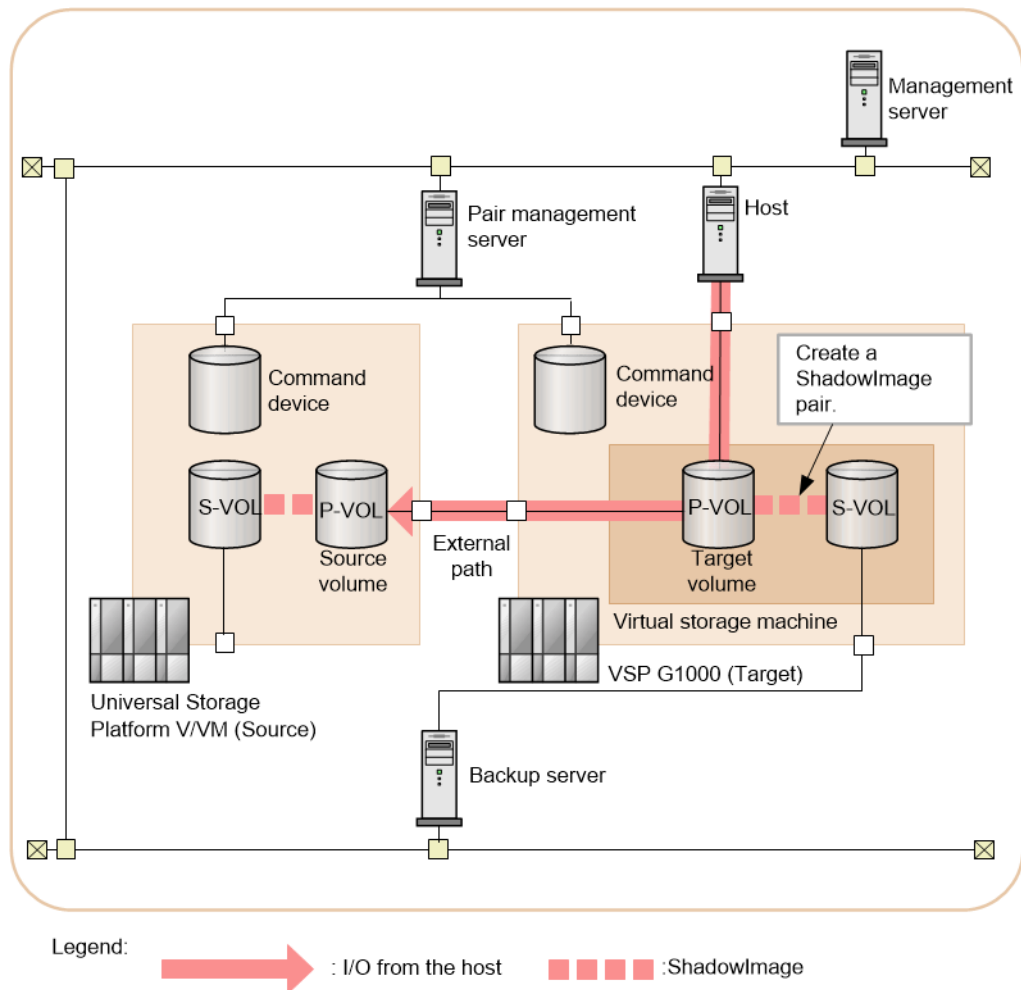 Management
server
Pair management
server
Host
Command
device
Command
device
Create a
ShadowImage
pair.
S-VOL
P-VOL
P-VOL
S-VOL
Source
volume
External
path
Target
volume
Virtual storage machine
VSP G1000 (Target)
Universal Storage
Platform V/VM (Source)
Backup server
Legend:
: I/O from the host
:ShadowImage